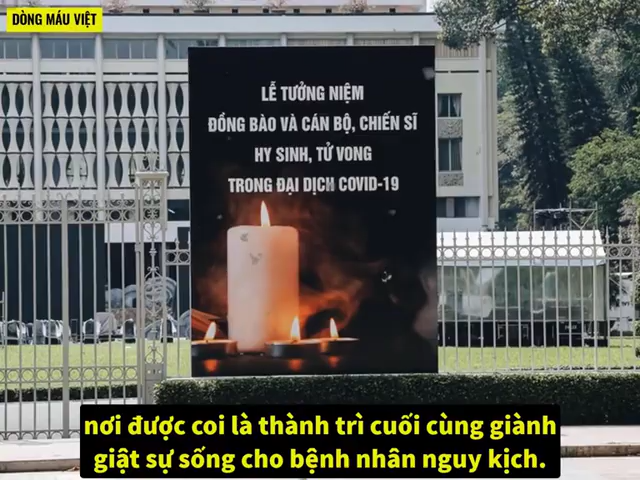 DÒNG MÁU VIỆT
LỄ TƯỞNG NIỆM
ĐỒNG BÀO VÀ CÁN BỘ, CHIẾN SĨ
HY SINH, TỬ VONG
TRONG ĐẠI DỊCH COVID-19
nơi được coi là thành trì cuối cùng giành
giật sự sống cho bệnh nhân nguy kịch.